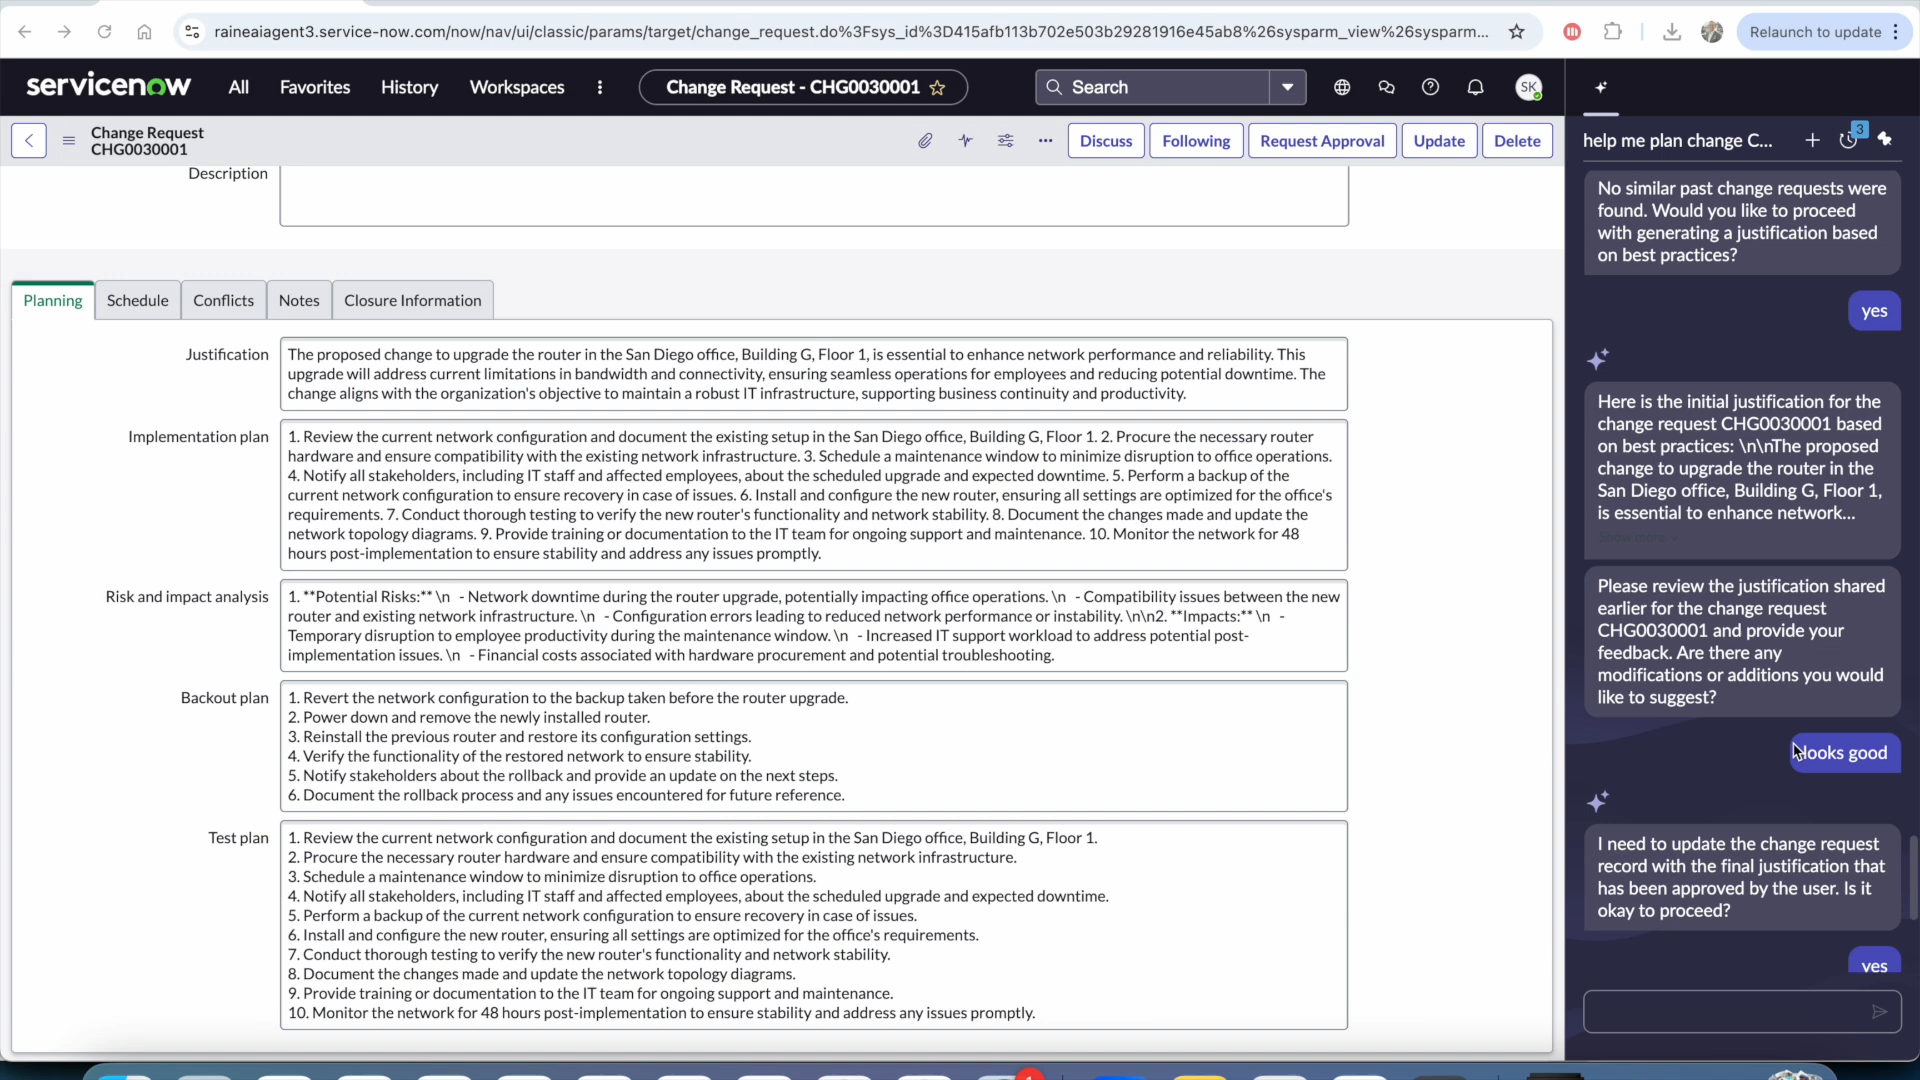 raineaiagent3.service-now.com/now/nav/ui/classic/params/target/change_request.do%3Fsys_id%3D415afb113b702e503b29281916e45ab8%26sysparm_view%26sysparm...
Relaunch to update
servicenow
All
Favorites
History
Workspaces
Change Request - CHG0030001
Search
SK
Change Request
CHG0030001
Discuss
Following
Request Approval
Update
Delete
Description
Planning
Schedule
Conflicts
Notes
Closure Information
Justification
The proposed change to upgrade the router in the San Diego office, Building G, Floor 1, is essential to enhance network performance and reliability. This
upgrade will address current limitations in bandwidth and connectivity, ensuring seamless operations for employees and reducing potential downtime. The
change aligns with the organization's objective to maintain a robust IT infrastructure, supporting business continuity and productivity.
Implementation plan
1. Review the current network configuration and document the existing setup in the San Diego office, Building G, Floor 1. 2. Procure the necessary router
hardware and ensure compatibility with the existing network infrastructure. 3. Schedule a maintenance window to minimize disruption to office operations.
4. Notify all stakeholders, including IT staff and affected employees, about the scheduled upgrade and expected downtime. 5. Perform a backup of the
current network configuration to ensure recovery in case of issues. 6. Install and configure the new router, ensuring all settings are optimized for the office's
requirements. 7. Conduct thorough testing to verify the new router's functionality and network stability. 8. Document the changes made and update the
network topology diagrams. 9. Provide training or documentation to the IT team for ongoing support and maintenance. 10. Monitor the network for 48
hours post-implementation to ensure stability and address any issues promptly.
Risk and impact analysis
1. **Potential Risks:** \n - Network downtime during the router upgrade, potentially impacting office operations. \n - Compatibility issues between the new
router and existing network infrastructure. \n - Configuration errors leading to reduced network performance or instability. \n\n2. **Impacts:** \n -
Temporary disruption to employee productivity during the maintenance window. \n - Increased IT support workload to address potential post-
implementation issues. \n - Financial costs associated with hardware procurement and potential troubleshooting.
Backout plan
1. Revert the network configuration to the backup taken before the router upgrade.
2. Power down and remove the newly installed router.
3. Reinstall the previous router and restore its configuration settings.
4. Verify the functionality of the restored network to ensure stability.
5. Notify stakeholders about the rollback and provide an update on the next steps.
6. Document the rollback process and any issues encountered for future reference.
Test plan
1. Review the current network configuration and document the existing setup in the San Diego office, Building G, Floor 1.
2. Procure the necessary router hardware and ensure compatibility with the existing network infrastructure.
3. Schedule a maintenance window to minimize disruption to office operations.
4. Notify all stakeholders, including IT staff and affected employees, about the scheduled upgrade and expected downtime.
5. Perform a backup of the current network configuration to ensure recovery in case of issues.
6. Install and configure the new router, ensuring all settings are optimized for the office's requirements.
7. Conduct thorough testing to verify the new router's functionality and network stability.
8. Document the changes made and update the network topology diagrams.
9. Provide training or documentation to the IT team for ongoing support and maintenance.
10. Monitor the network for 48 hours post-implementation to ensure stability and address any issues promptly.
help me plan change C...
3
No similar past change requests were
found. Would you like to proceed
with generating a justification based
on best practices?
yes
Here is the initial justification for the
change request CHG0030001 based
on best practices: \n\nThe proposed
change to upgrade the router in the
San Diego office, Building G, Floor 1,
is essential to enhance network...
Show more
Please review the justification shared
earlier for the change request
CHG0030001 and provide your
feedback. Are there any
modifications or additions you would
like to suggest?
looks good
I need to update the change request
record with the final justification that
has been approved by the user. Is it
okay to proceed?
yes
1